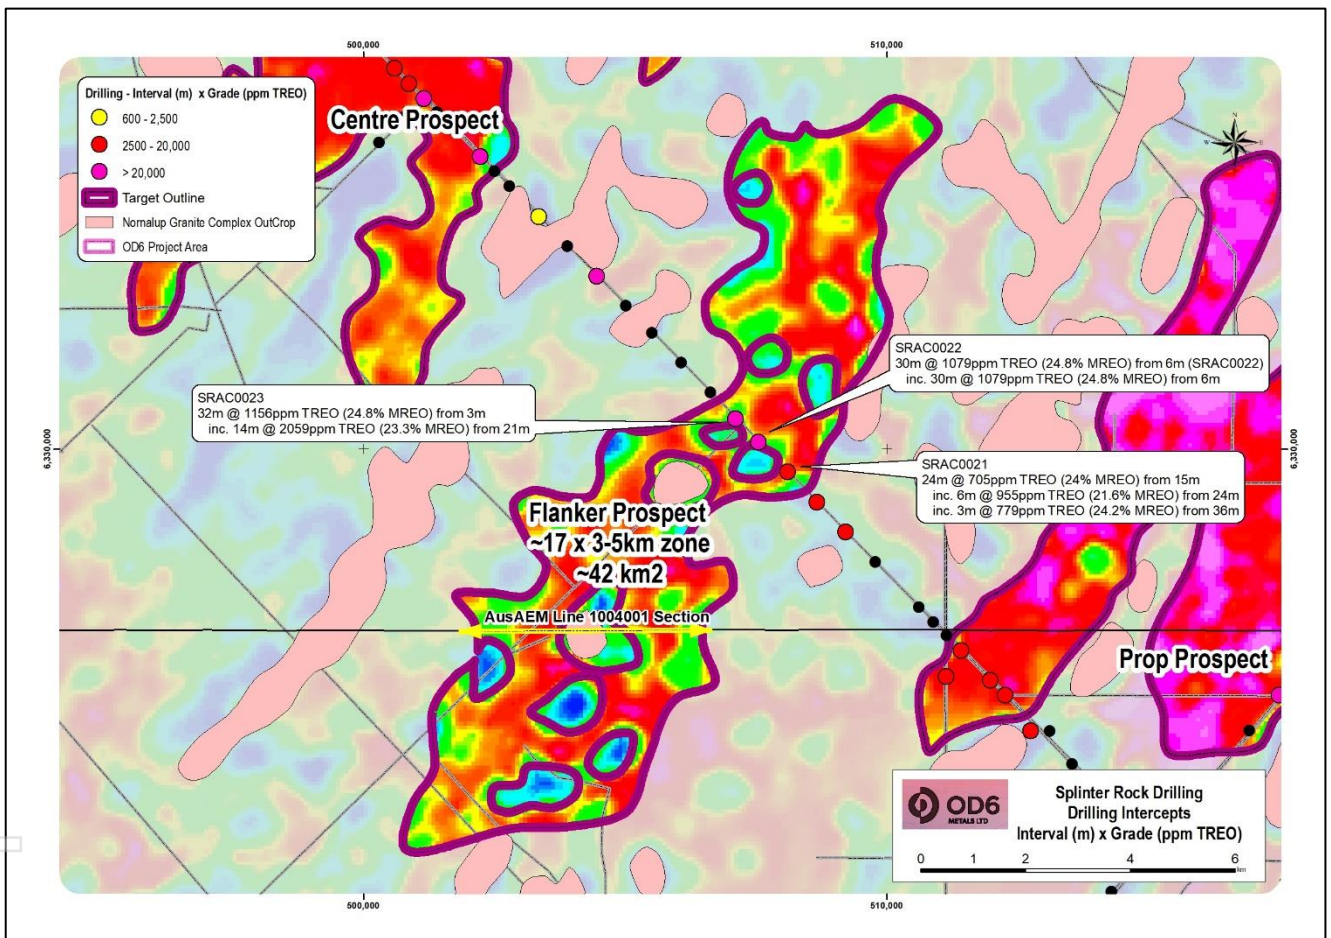 500,000
510,000
Drilling - Interval (m) x Grade (ppm TREO)
600 - 2,500
2500 - 20,000
> 20,000
Target Outline
Nornalup Granite Complex OutCrop
OD6 Project Area
Centre Prospect
N
W
E
S
SRAC0022
30m @ 1079ppm TREO (24.8% MREO) from 6m (SRAC0022)
inc. 30m @ 1079ppm TREO (24.8% MREO) from 6m
SRAC0023
32m @ 1156ppm TREO (24.8% MREO) from 3m
inc. 14m @ 2059ppm TREO (23.3% MREO) from 21m
6,330,000
6,330,000
SRAC0021
24m @ 705ppm TREO (24% MREO) from 15m
inc. 6m @ 955ppm TREO (21.6% MREO) from 24m
inc. 3m @ 779ppm TREO (24.2% MREO) from 36m
Flanker Prospect
~17 x 3-5km zone
~42 km2
AusAEM Line 1004001 Section
Prop Prospect
OD6
METALS LTD
Splinter Rock Drilling
Drilling Intercepts
Interval (m) x Grade (ppm TREO)
0 1 2 4 6
km
500,000
510,000